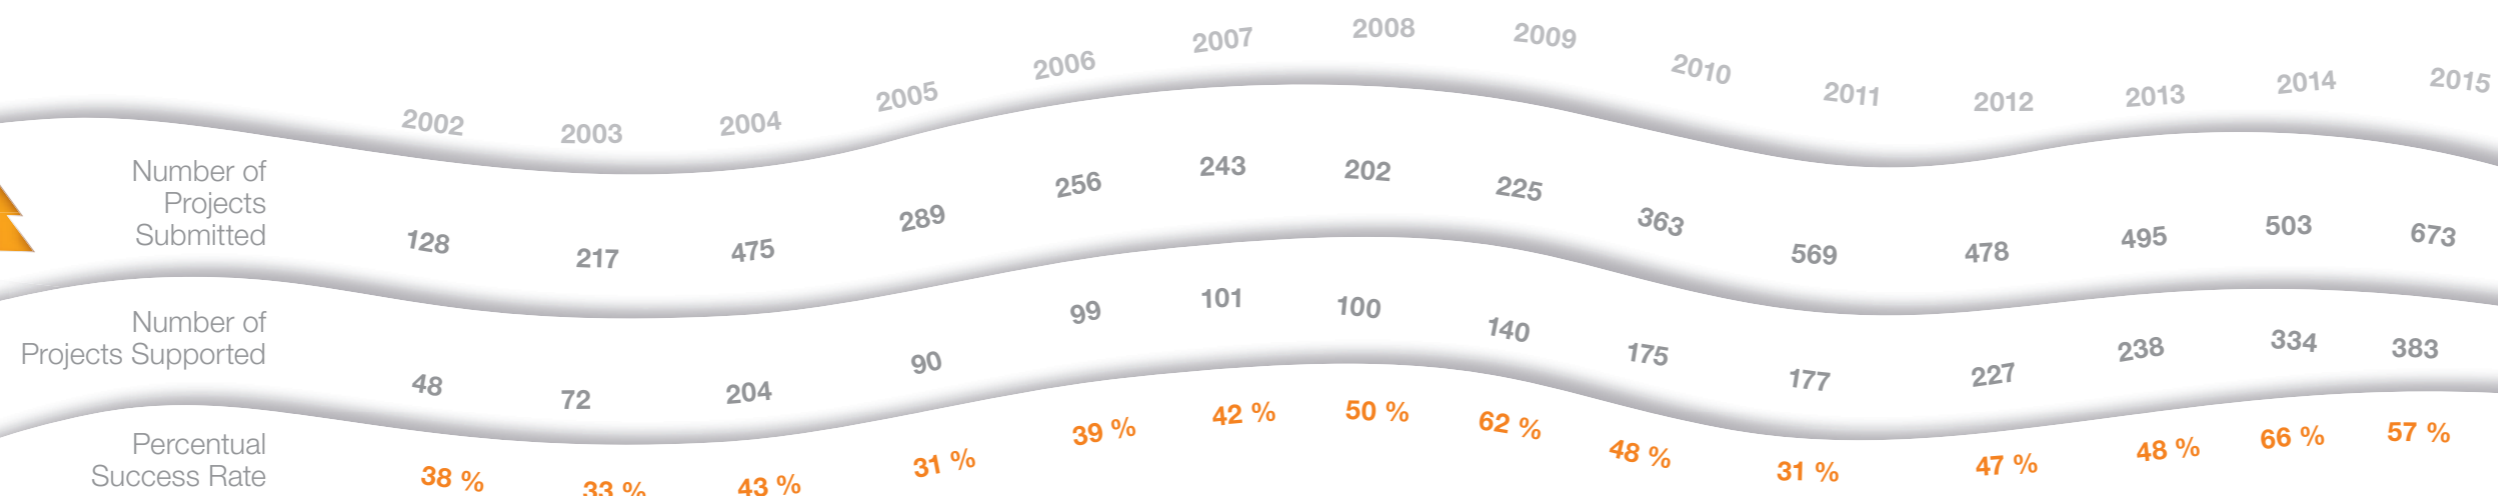 2002 2003 2004 2005 2006 2007 2008 2009 2010 2011 2012 2013 2014 2015
Number of
Projects
Submitted
128 217 475 289 256 243 202 225 363 569 478 495 503 673
Number of
Projects Supported
48 72 204 90 99 101 100 140 175 177 227 238 334 383
Percentual
Success Rate
38 % 33 % 43 % 31 % 39 % 42 % 50 % 62 % 48 % 31 % 47 % 48 % 66 % 57 %